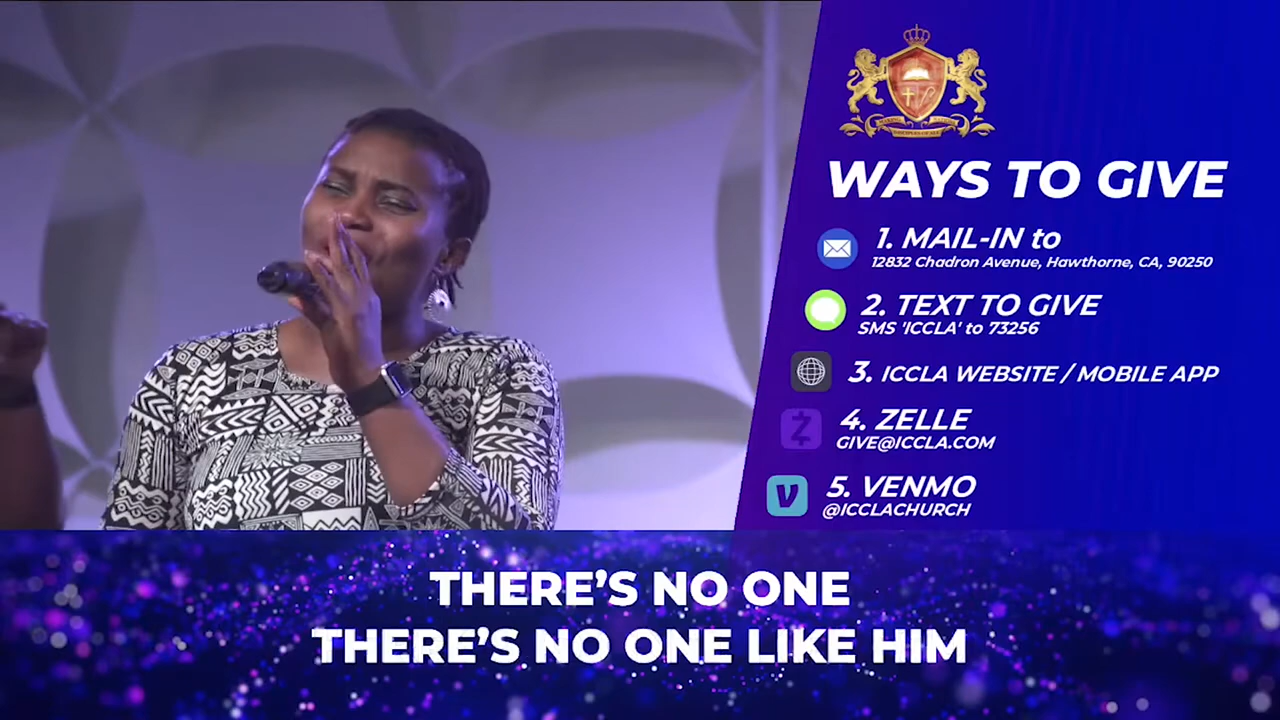 WAYS TO GIVE
1. MAIL-IN to
12832 Chadron Avenue, Hawthorne, CA, 90250
2. TEXT TO GIVE
SMS 'ICCLA' to 73256
3. ICCLA WEBSITE / MOBILE APP
4. ZELLE
GIVE@ICCLA.COM
5. VENMO
@ICCLACHURCH
THERE'S NO ONE
THERE'S NO ONE LIKE HIM